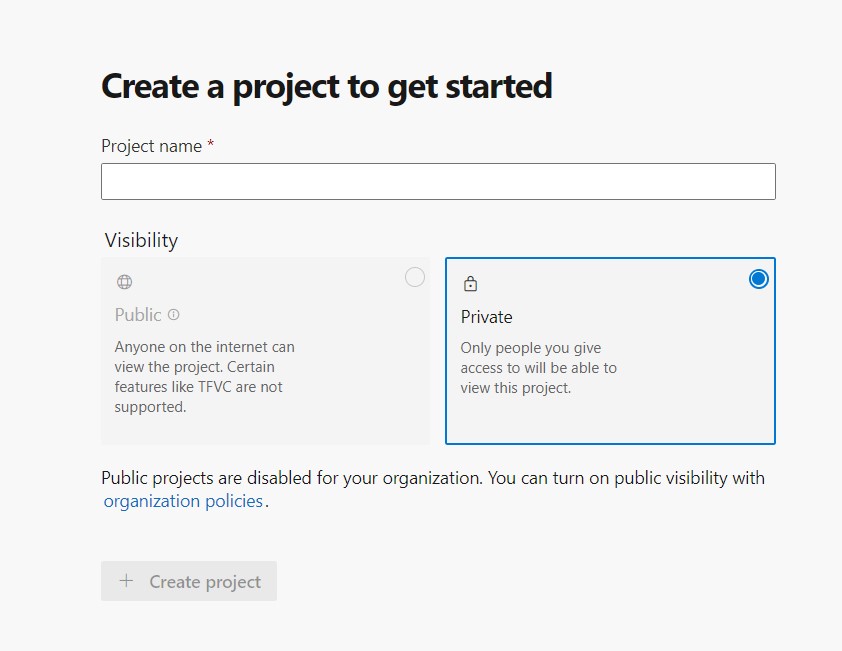 Create a project to get started
Project name *
Visibility
Public
Anyone on the internet can
view the project. Certain
features like TFVC are not
supported.
Private
Only people you give
access to will be able to
view this project.
Public projects are disabled for your organization. You can turn on public visibility with
organization policies.
+ Create project